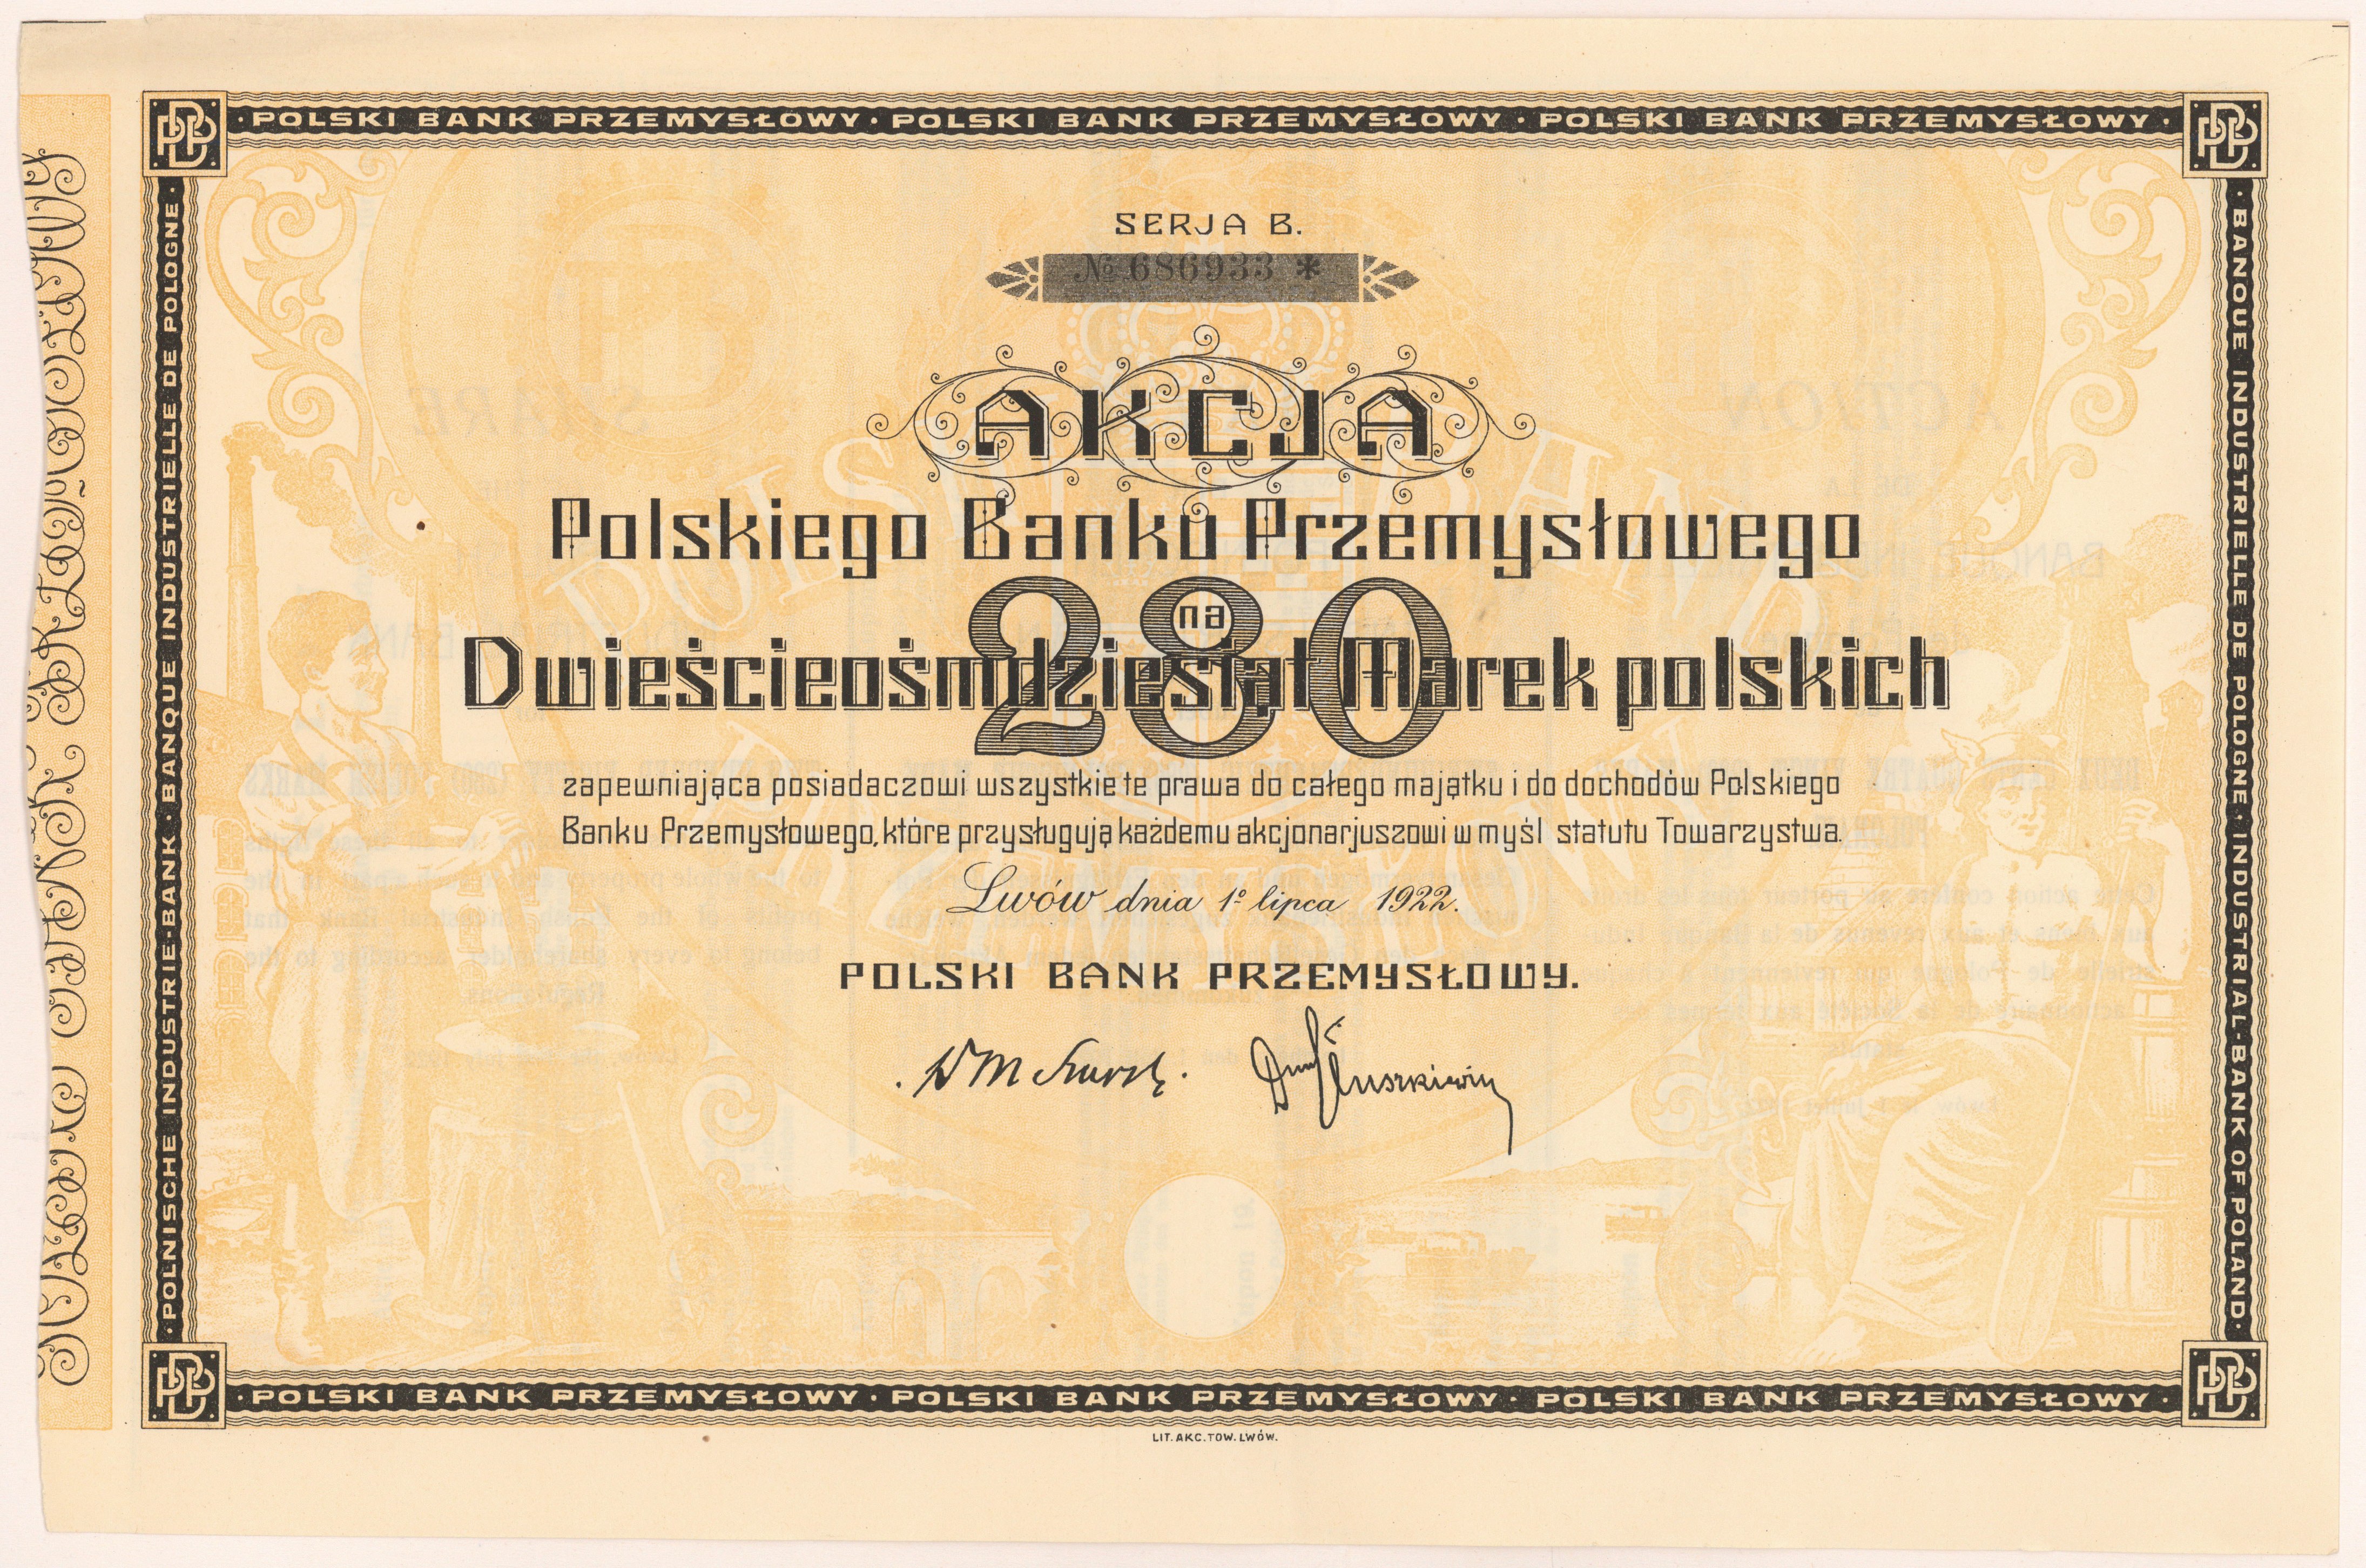 · POLSKI BANK PRZEMYSŁOWY · POLSKI BANK PRZEMYSŁOWY · POLSKI BANK PRZEMYSŁOWY ·
SERJA B.
№ 686933 *
AKCJA
Polskiego Banku Przemysłowego
na
280
Dwieścieośmdziesiąt Marek polskich
zapewniająca posiadaczowi wszystkie te prawa do całego majątku i do dochodów Polskiego
Banku Przemysłowego, które przysługują każdemu akcjonarjuszowi w myśl statutu Towarzystwa.
Lwów dnia 1º lipca 1922.
POLSKI BANK PRZEMYSŁOWY.
· POLNISCHE INDUSTRIE-BANK · BANQUE INDUSTRIELLE DE POLOGNE ·
· BANQUE INDUSTRIELLE DE POLOGNE · INDUSTRIAL-BANK OF POLAND ·
POLSKI BANK
PRZEMYSŁOWY
· POLSKI BANK PRZEMYSŁOWY · POLSKI BANK PRZEMYSŁOWY · POLSKI BANK PRZEMYSŁOWY ·
LIT. AKC. TOW. LWÓW.